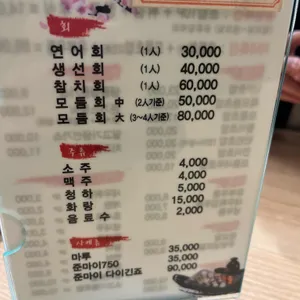 회
연어회 (1人) 30,000
생선회 (1人) 40,000
참치회 (1人) 60,000
모듬회 中 (2人기준) 50,000
모듬회 大 (3~4人기준) 80,000
주류
소주 4,000
맥주 4,000
청하 5,000
화랑 15,000
음료수 2,000
사케류
마루 35,000
준마이750 35,000
준마이 다이긴죠 90,000